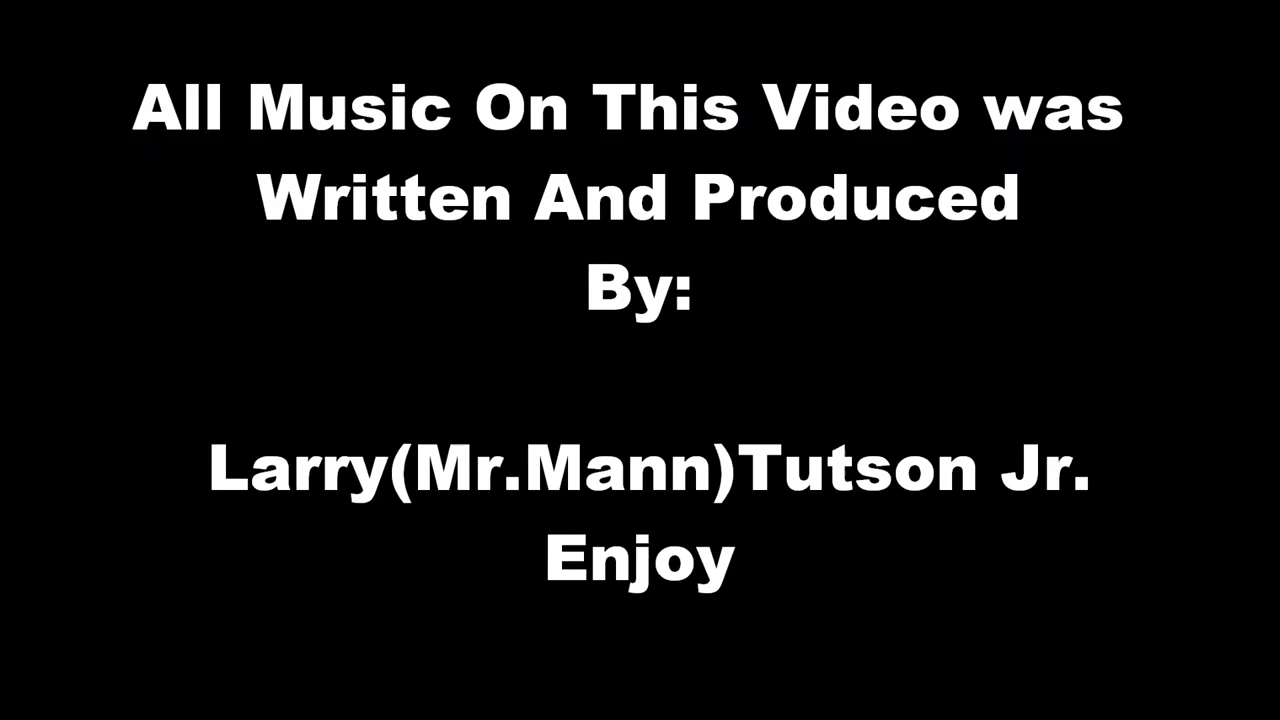 All Music On This Video was
Written And Produced
By:
Larry(Mr.Mann)Tutson Jr.
Enjoy